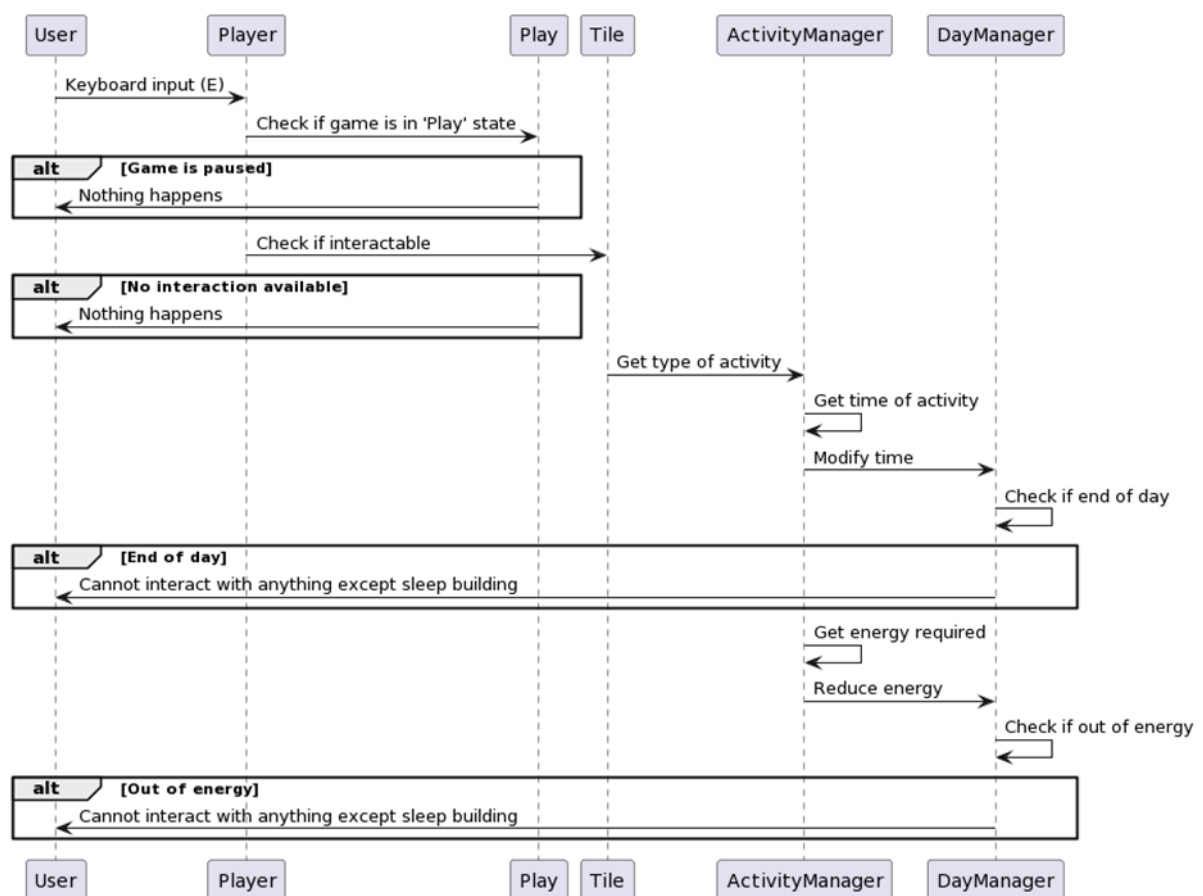 User Player Play Tile ActivityManager DayManager
Keyboard input (E)
Check if game is in 'Play' state
alt [Game is paused]
Nothing happens
Check if interactable
alt [No interaction available]
Nothing happens
Get type of activity
Get time of activity
Modify time
Check if end of day
alt [End of day]
Cannot interact with anything except sleep building
Get energy required
Reduce energy
Check if out of energy
alt [Out of energy]
Cannot interact with anything except sleep building
User Player Play Tile ActivityManager DayManager